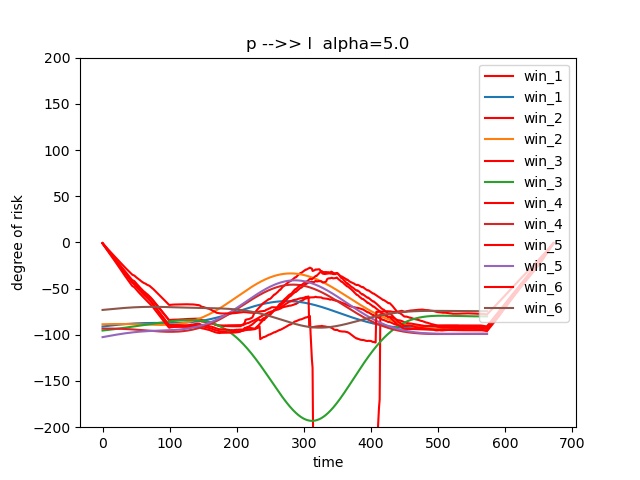 p -->> l  alpha=5.0
degree of risk
200
150
100
50
0
−50
−100
−150
−200
win_1
win_1
win_2
win_2
win_3
win_3
win_4
win_4
win_5
win_5
win_6
win_6
0 100 200 300 400 500 600 700
time